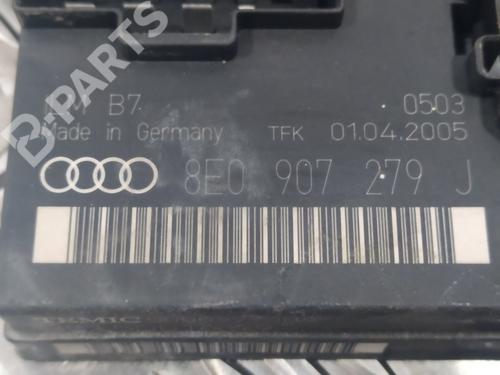 B-PARTS
B7 0503
Made in Germany TFK 01.04.2005
8E0 907 279 J